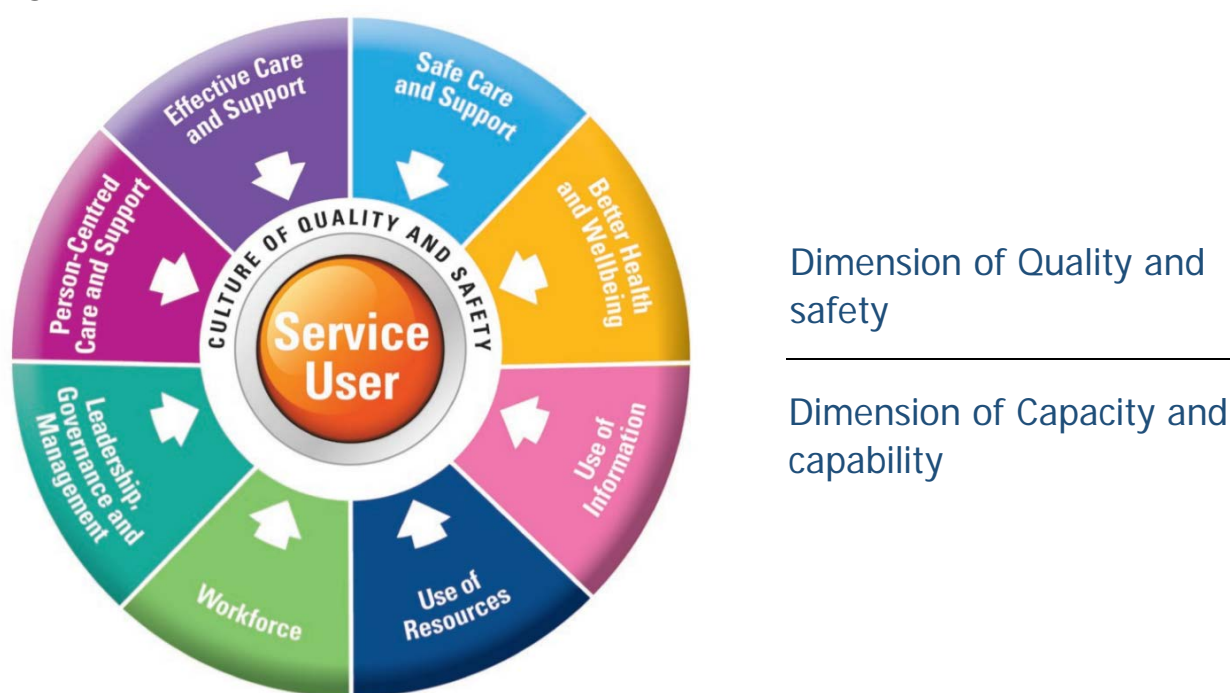 Effective Care
and Support
Safe Care
and Support
Better Health
and Wellbeing
Person-Centred
Care and Support
CULTURE OF QUALITY AND SAFETY
Service
User
Leadership,
Governance and
Management
Use of
Information
Workforce
Use of
Resources
Dimension of Quality and
safety
Dimension of Capacity and
capability